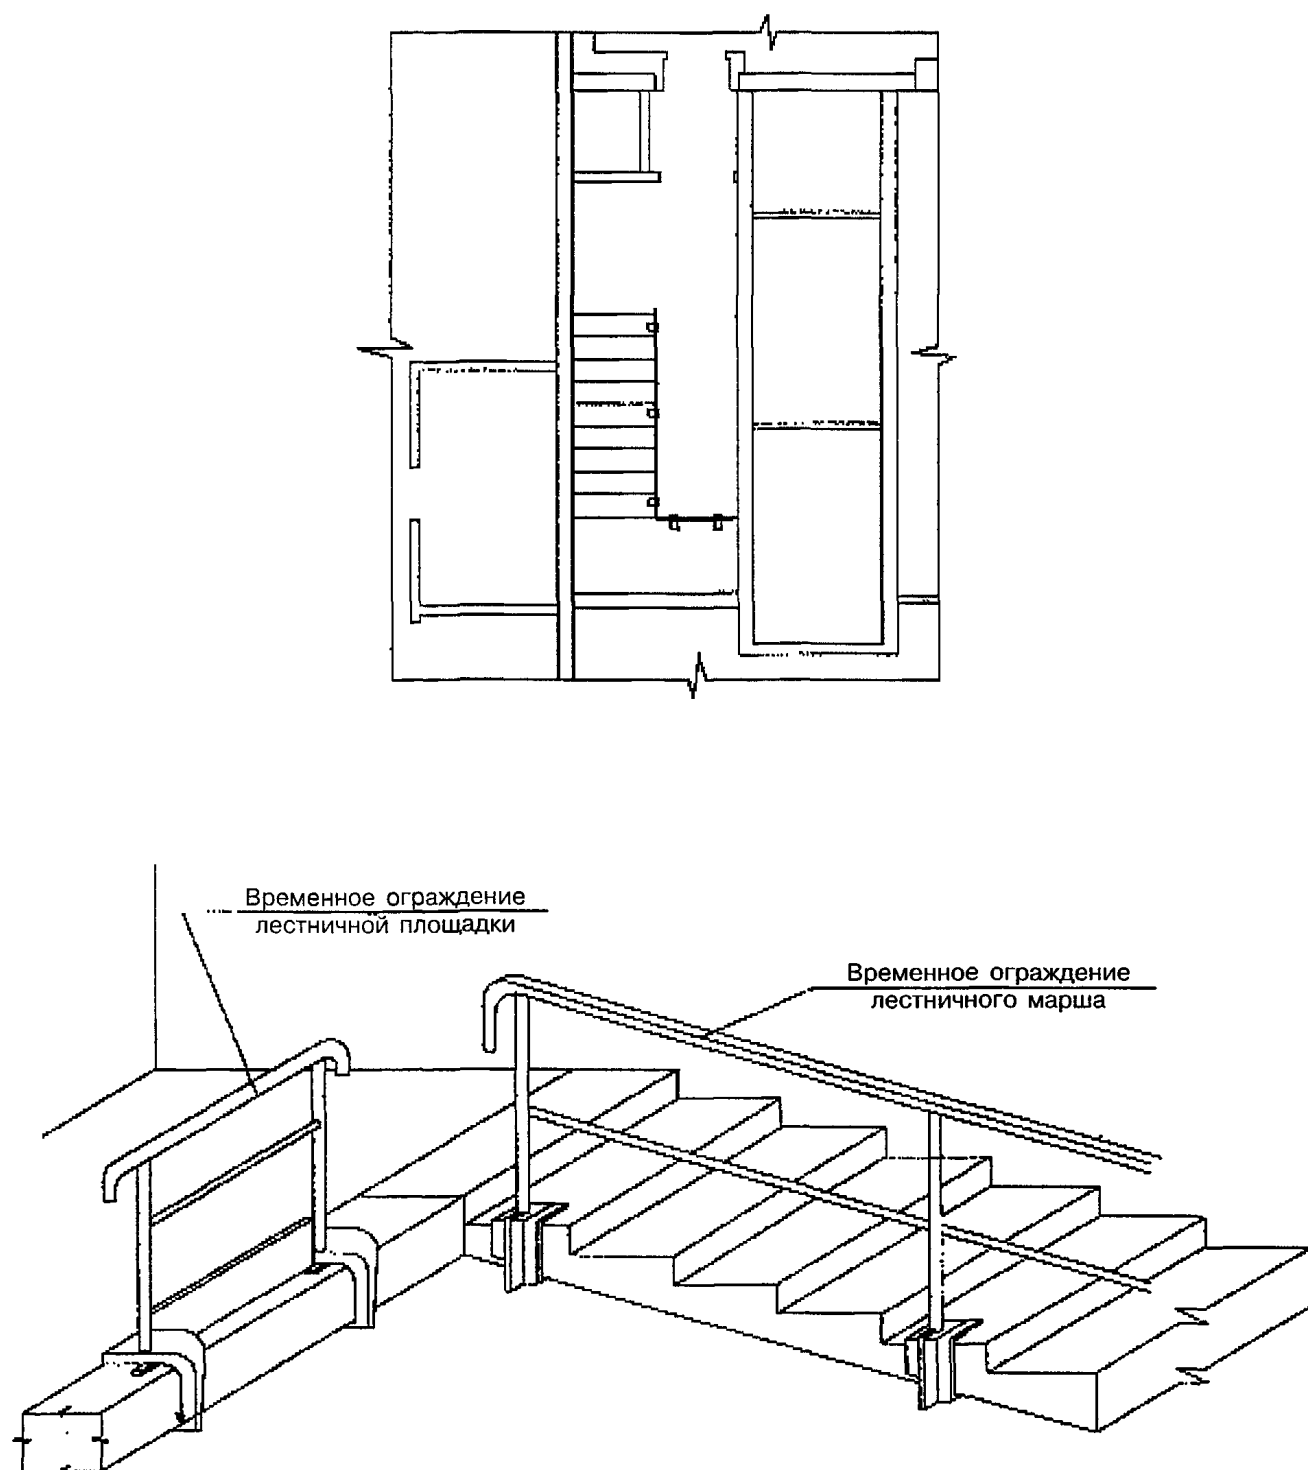 Временное ограждение
лестничной площадки
Временное ограждение
лестничного марша